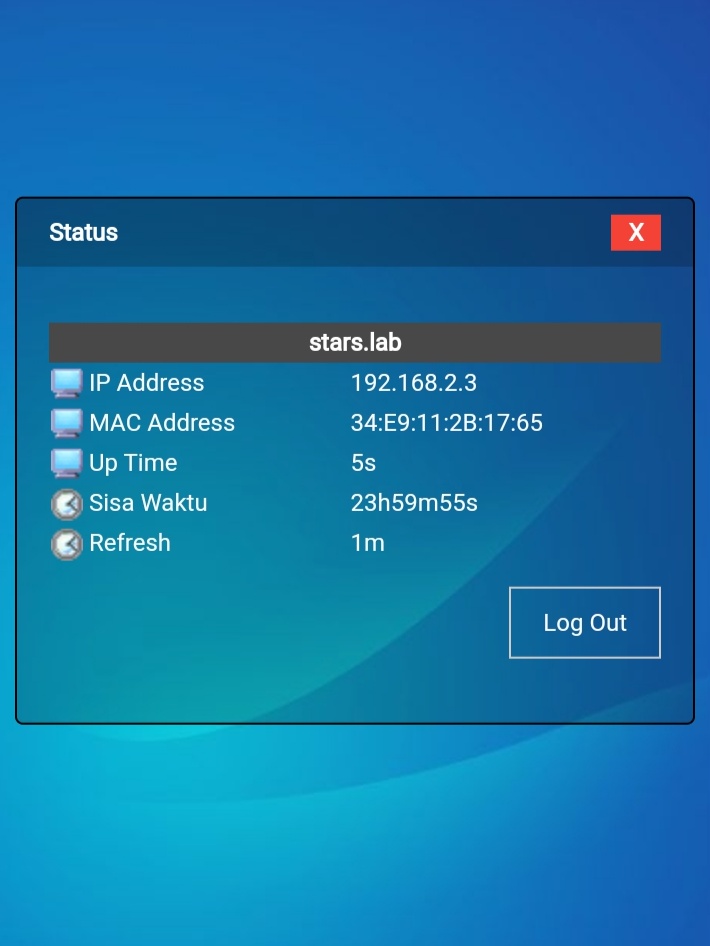 Status X
stars.lab
IP Address 192.168.2.3
MAC Address 34:E9:11:2B:17:65
Up Time 5s
Sisa Waktu 23h59m55s
Refresh 1m
Log Out